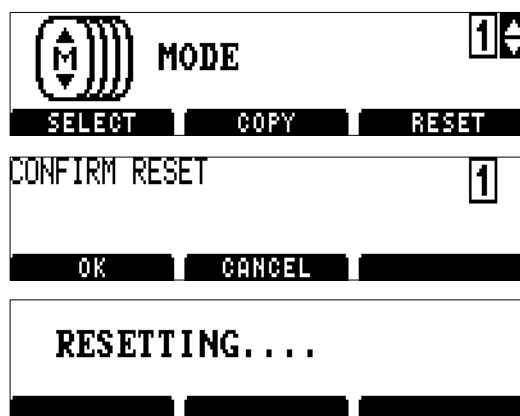 M MODE 1
SELECT COPY RESET
CONFIRM RESET 1
OK CANCEL
RESETTING....